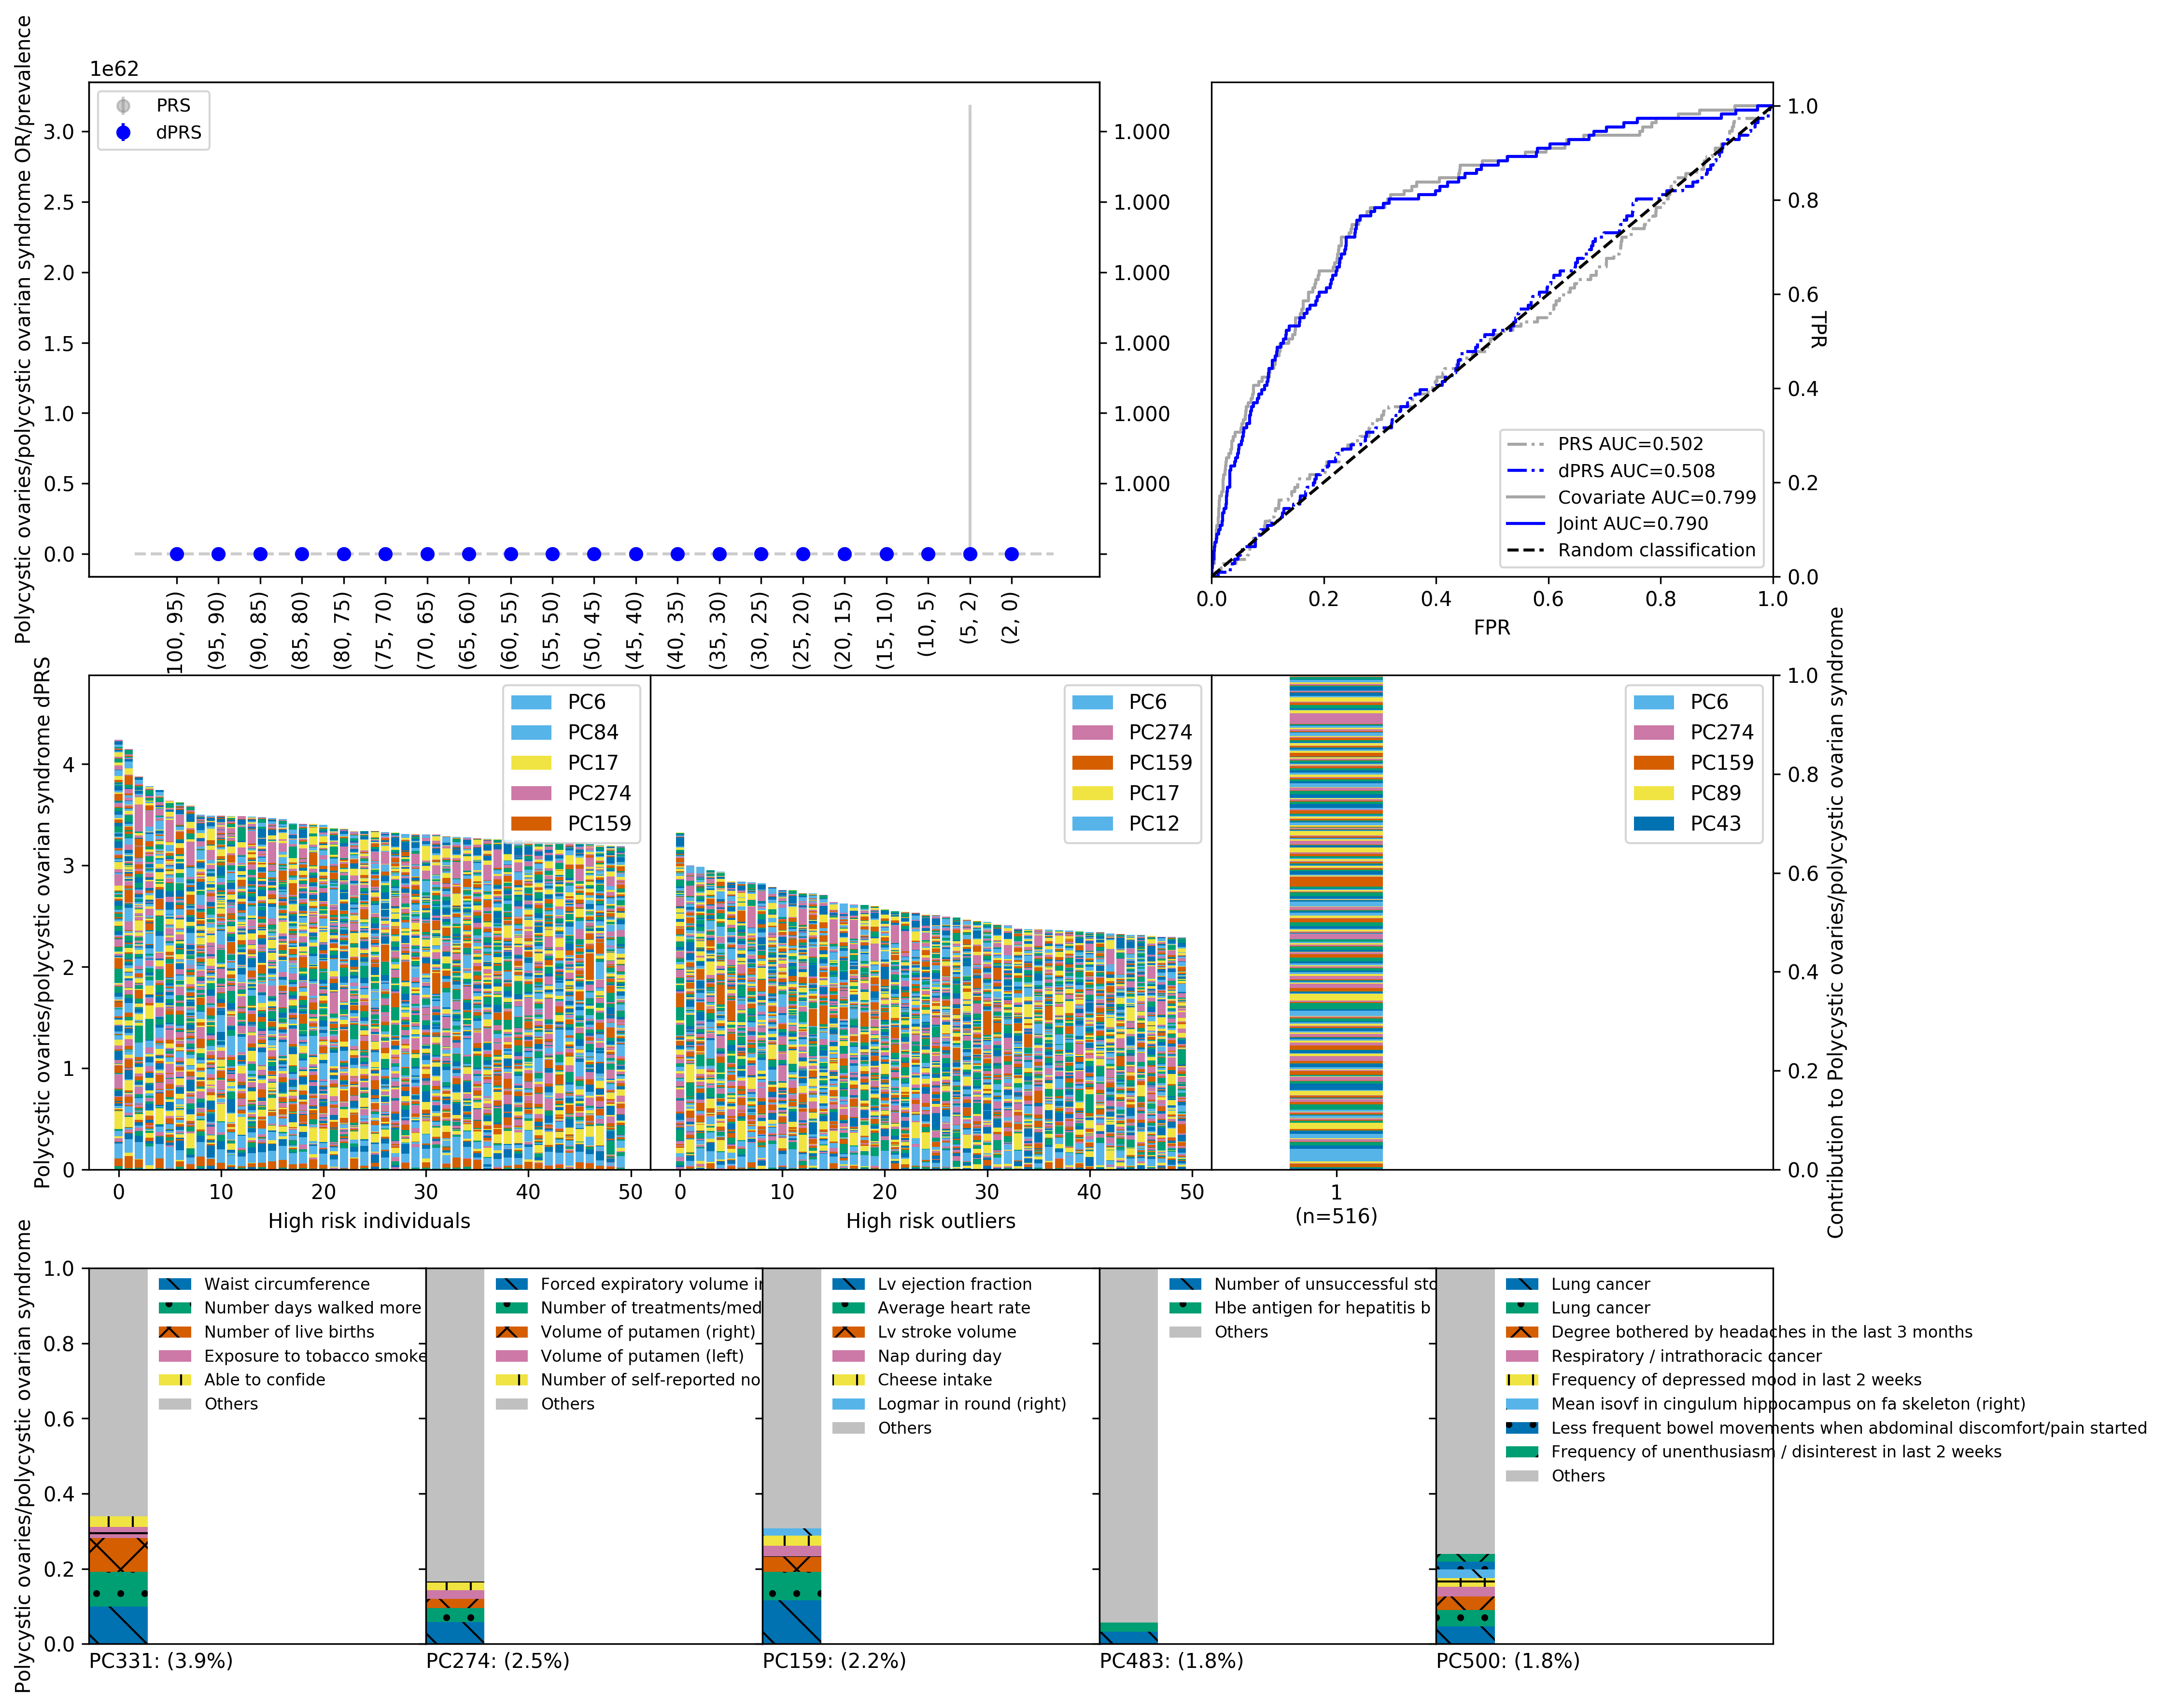 1e62
Polycystic ovaries/polycystic ovarian syndrome OR/prevalence
3.0
2.5
2.0
1.5
1.0
0.5
0.0
PRS
dPRS
1.000
1.000
1.000
1.000
1.000
1.000
100, 95)
(95, 90)
(90, 85)
(85, 80)
(80, 75)
(75, 70)
(70, 65)
(65, 60)
(60, 55)
(55, 50)
(50, 45)
(45, 40)
(40, 35)
(35, 30)
(30, 25)
(25, 20)
(20, 15)
(15, 10)
(10, 5)
(5, 2)
(2, 0)
PRS AUC=0.502
dPRS AUC=0.508
Covariate AUC=0.799
Joint AUC=0.790
Random classification
1.0
0.8
0.6
0.4
0.2
0.0
TPR
0.0 0.2 0.4 0.6 0.8 1.0
FPR
Polycystic ovaries/polycystic ovarian syndrome dPRS
4
3
2
1
0
PC6
PC84
PC17
PC274
PC159
0 10 20 30 40 50
High risk individuals
PC6
PC274
PC159
PC17
PC12
0 10 20 30 40 50
High risk outliers
PC6
PC274
PC159
PC89
PC43
1
(n=516)
1.0
0.8
0.6
0.4
0.2
0.0
Contribution to Polycystic ovaries/polycystic ovarian syndrome
Polycystic ovaries/polycystic ovarian syndrome
1.0
0.8
0.6
0.4
0.2
0.0
Waist circumference
Number days walked more
Number of live births
Exposure to tobacco smoke
Able to confide
Others
PC331: (3.9%)
Forced expiratory volume in
Number of treatments/med
Volume of putamen (right)
Volume of putamen (left)
Number of self-reported no
Others
PC274: (2.5%)
Lv ejection fraction
Average heart rate
Lv stroke volume
Nap during day
Cheese intake
Logmar in round (right)
Others
PC159: (2.2%)
Number of unsuccessful sto
Hbe antigen for hepatitis b
Others
PC483: (1.8%)
Lung cancer
Lung cancer
Degree bothered by headaches in the last 3 months
Respiratory / intrathoracic cancer
Frequency of depressed mood in last 2 weeks
Mean isovf in cingulum hippocampus on fa skeleton (right)
Less frequent bowel movements when abdominal discomfort/pain started
Frequency of unenthusiasm / disinterest in last 2 weeks
Others
PC500: (1.8%)